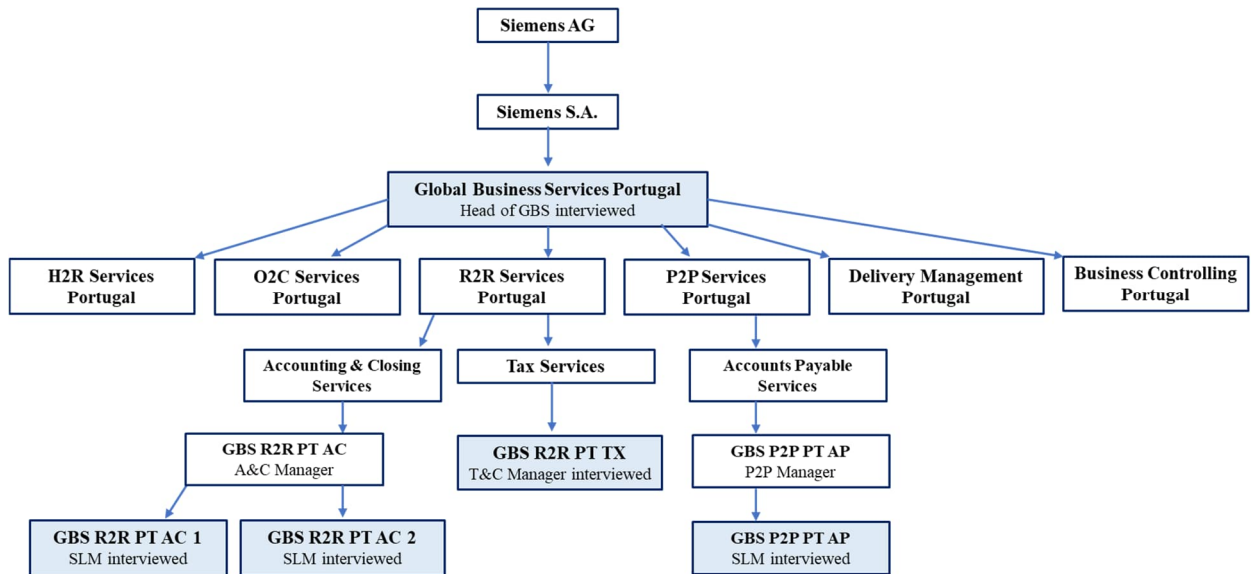 Siemens AG
Siemens S.A.
Global Business Services Portugal
Head of GBS interviewed
H2R Services
Portugal
O2C Services
Portugal
R2R Services
Portugal
P2P Services
Portugal
Delivery Management
Portugal
Business Controlling
Portugal
Accounting & Closing
Services
Tax Services
Accounts Payable
Services
GBS R2R PT AC
A&C Manager
GBS R2R PT TX
T&C Manager interviewed
GBS P2P PT AP
P2P Manager
GBS R2R PT AC 1
SLM interviewed
GBS R2R PT AC 2
SLM interviewed
GBS P2P PT AP
SLM interviewed